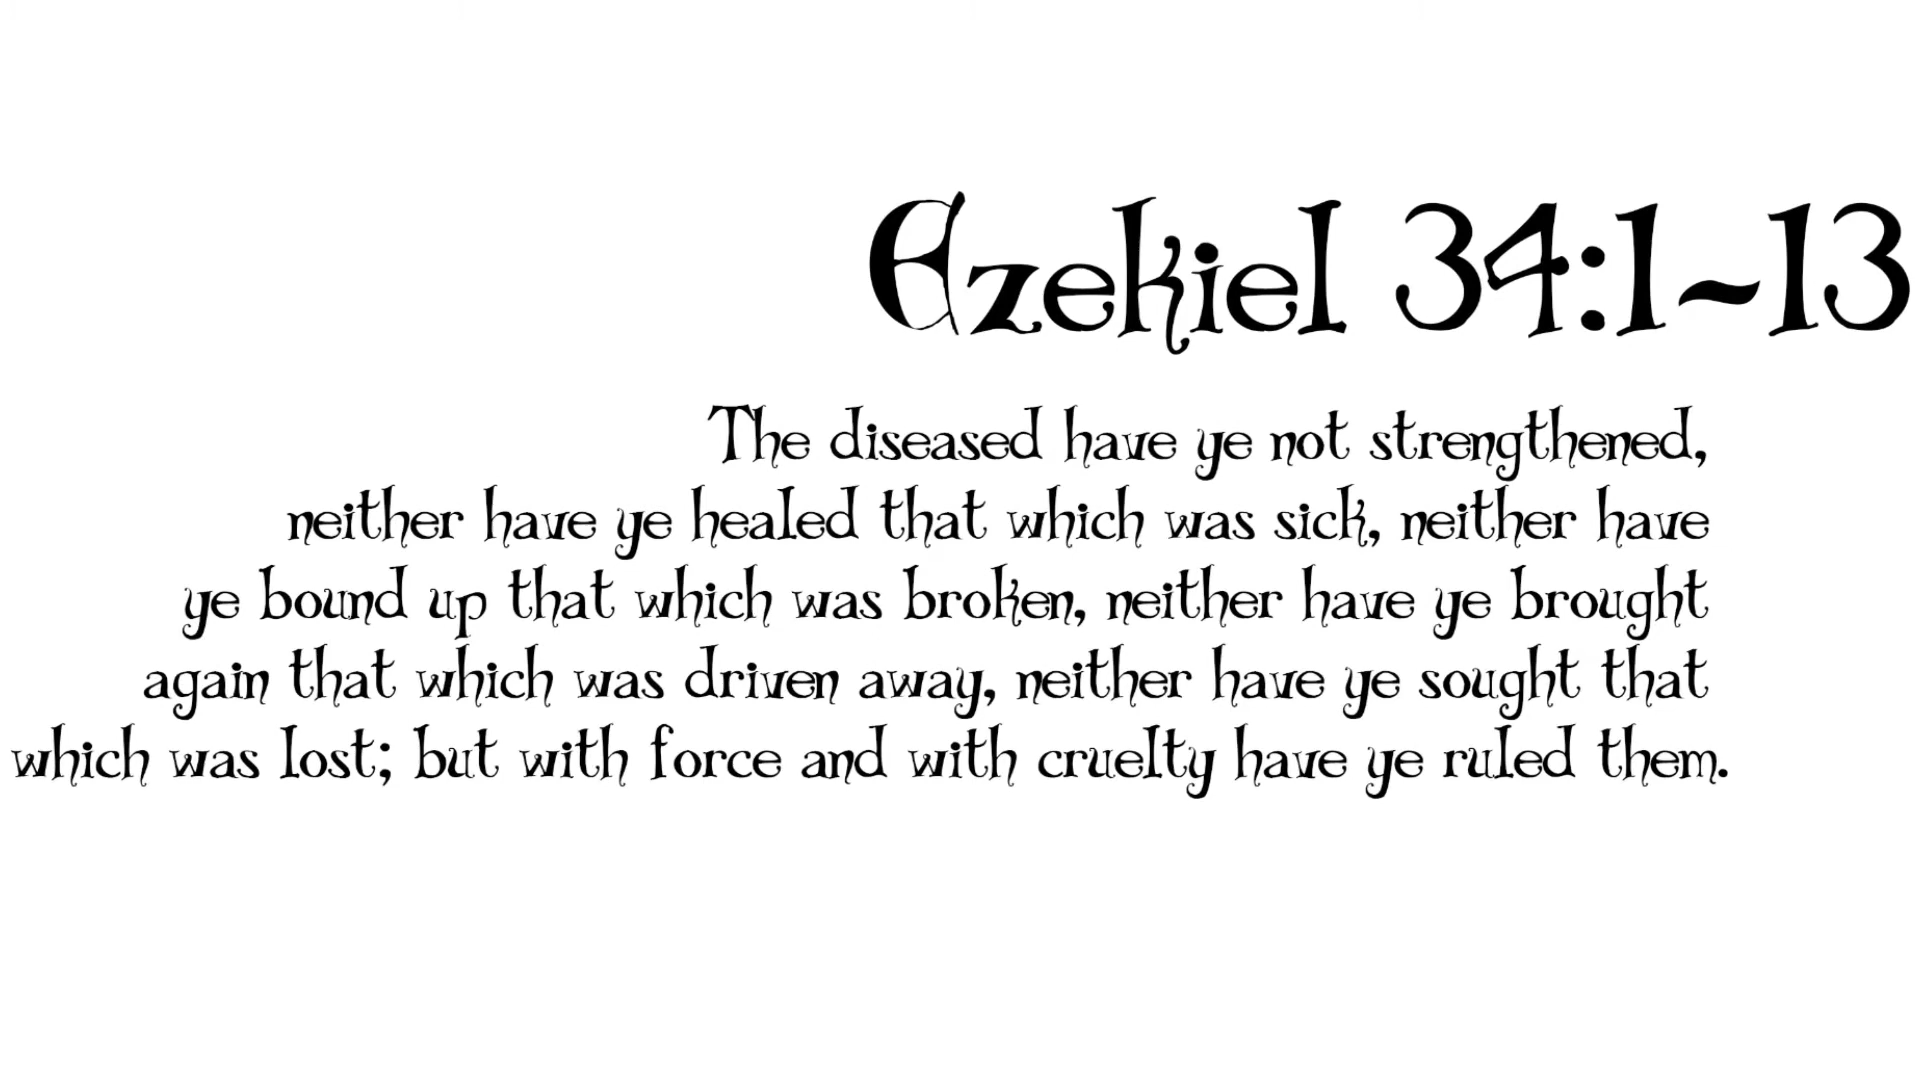 Ezekiel 34:1~13
The diseased have ye not strengthened,
neither have ye healed that which was sick, neither have
ye bound up that which was broken, neither have ye brought
again that which was driven away, neither have ye sought that
which was lost; but with force and with cruelty have ye ruled them.